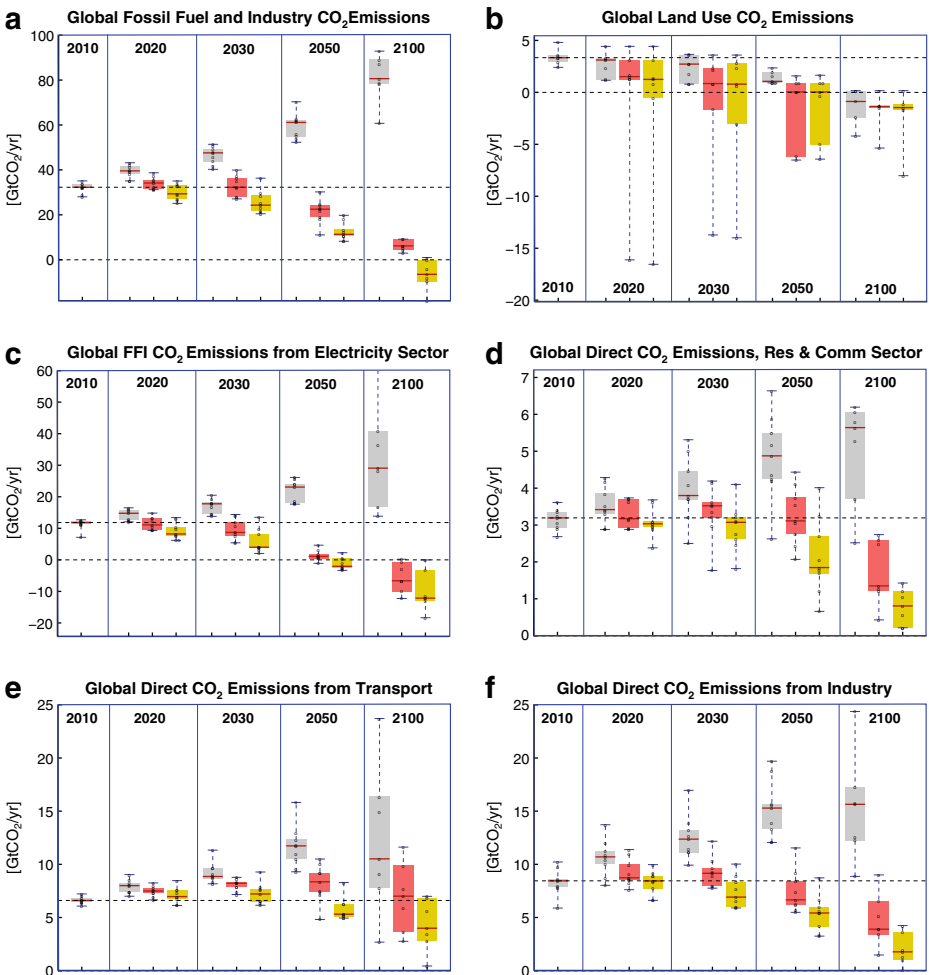 a Global Fossil Fuel and Industry CO2Emissions
2010 2020 2030 2050 2100
100
80
60
40
20
0
[GtCO2/yr]
b Global Land Use CO2 Emissions
5
0
−5
−10
−15
−20
[GtCO2/yr]
2010 2020 2030 2050 2100
c Global FFI CO2 Emissions from Electricity Sector
2010 2020 2030 2050 2100
60
50
40
30
20
10
0
−10
−20
[GtCO2/yr]
d Global Direct CO2 Emissions, Res & Comm Sector
2010 2020 2030 2050 2100
7
6
5
4
3
2
1
0
[GtCO2/yr]
e Global Direct CO2 Emissions from Transport
2010 2020 2030 2050 2100
25
20
15
10
5
0
[GtCO2/yr]
f Global Direct CO2 Emissions from Industry
2010 2020 2030 2050 2100
25
20
15
10
5
0
[GtCO2/yr]